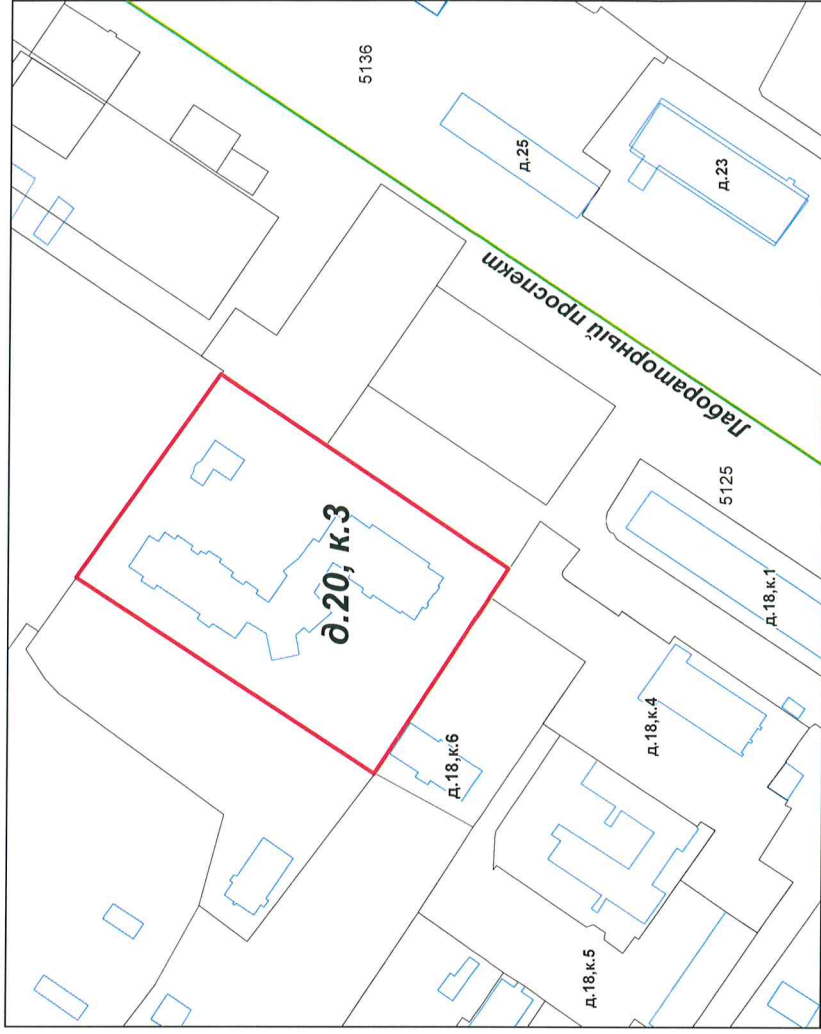 5136
д.25
д.23
Лабораторный проспект
5125
д.20, к.3
д.18,к.1
д.18,к.4
д.18,к.6
д.18,к.5